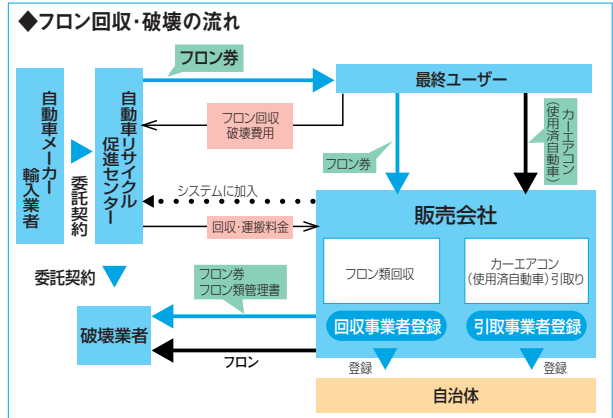 ◆フロン回収・破壊の流れ
フロン券
最終ユーザー
自動車メーカー
輸入業者
委託契約
自動車リサイクル
促進センター
フロン回収
破壊費用
フロン券
カーエアコン
(使用済自動車)
システムに加入
回収・運搬料金
販売会社
フロン類回収
カーエアコン
(使用済自動車)引取り
回収事業者登録
引取事業者登録
委託契約
フロン券
フロン類管理書
破壊業者
フロン
登録
登録
自治体